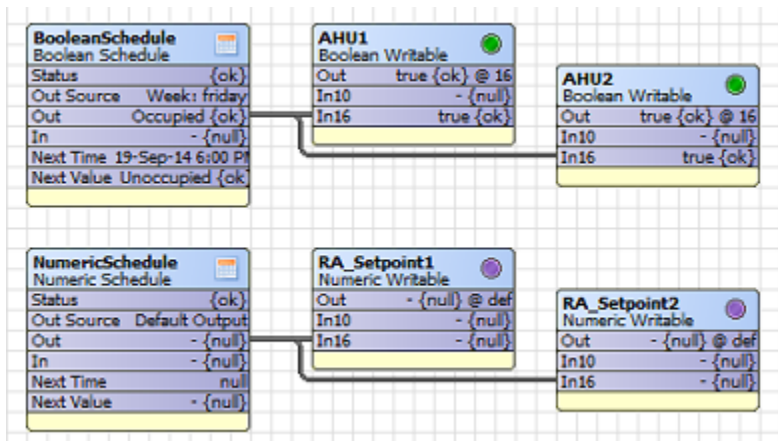 BooleanSchedule
Boolean Schedule
Status {ok}
Out Source Week: friday
Out Occupied {ok}
In - {null}
Next Time 19-Sep-14 6:00 P
Next Value Unoccupied {ok
AHU1
Boolean Writable
Out true {ok} @ 16
In10 - {null}
In16 true {ok}
AHU2
Boolean Writable
Out true {ok} @ 16
In10 - {null}
In16 true {ok}
NumericSchedule
Numeric Schedule
Status {ok}
Out Source Default Output
Out - {null}
In - {null}
Next Time null
Next Value - {null}
RA_Setpoint1
Numeric Writable
Out - {null} @ def
In10 - {null}
In16 - {null}
RA_Setpoint2
Numeric Writable
Out - {null} @ def
In10 - {null}
In16 - {null}